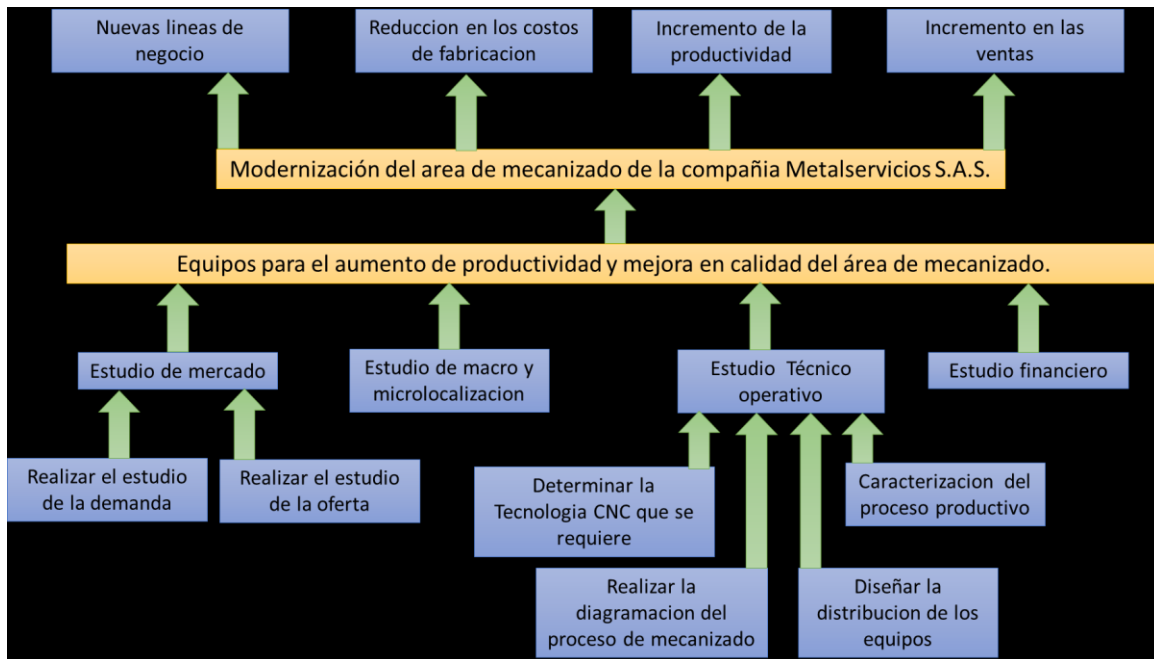 Nuevas lineas de
negocio
Reduccion en los costos
de fabricacion
Incremento de la
productividad
Incremento en las
ventas
Modernización del area de mecanizado de la compañia Metalservicios S.A.S.
Equipos para el aumento de productividad y mejora en calidad del área de mecanizado.
Estudio de mercado
Estudio de macro y
microlocalizacion
Estudio Técnico
operativo
Estudio financiero
Realizar el estudio
de la demanda
Realizar el estudio
de la oferta
Determinar la
Tecnologia CNC que se
requiere
Caracterizacion del
proceso productivo
Realizar la
diagramacion del
proceso de mecanizado
Diseñar la
distribucion de los
equipos